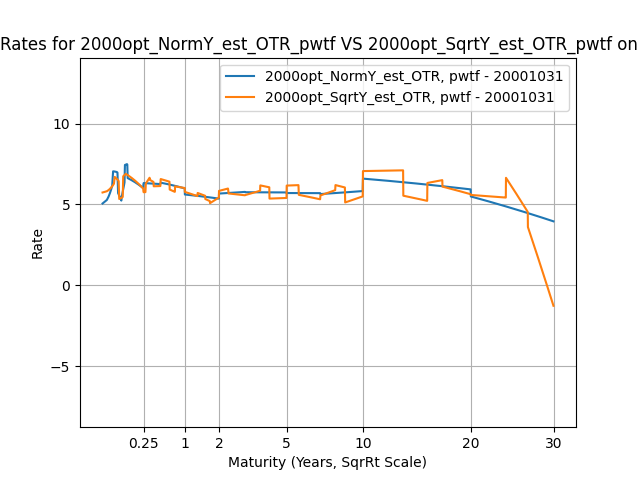 Rates for 2000opt_NormY_est_OTR_pwtf VS 2000opt_SqrtY_est_OTR_pwtf on
2000opt_NormY_est_OTR, pwtf - 20001031
2000opt_SqrtY_est_OTR, pwtf - 20001031
10
5
0
−5
Rate
0.25 1 2 5 10 20 30
Maturity (Years, SqrRt Scale)